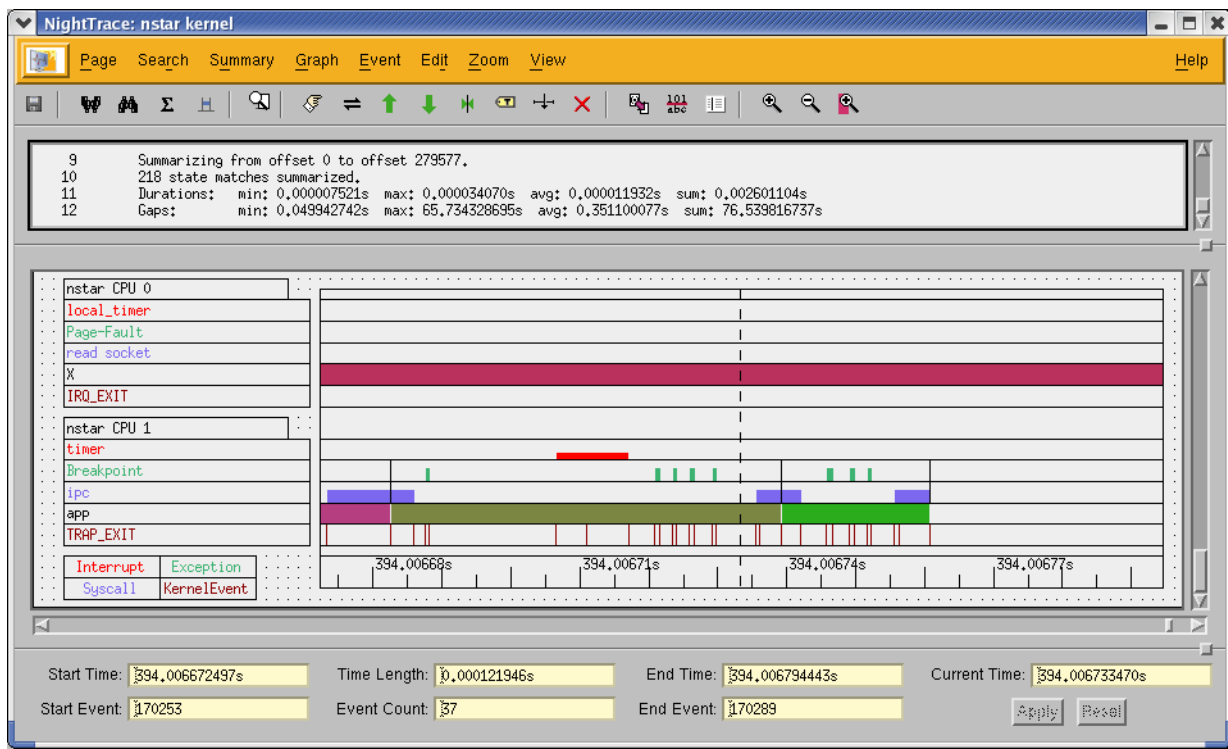 NightTrace: nstar kernel
Page Search Summary Graph Event Edit Zoom View Help
Σ 101 abc
9 Summarizing from offset 0 to offset 279577.
10 218 state matches summarized.
11 Durations: min: 0.000007521s max: 0.000034070s avg: 0.000011932s sum: 0.002601104s
12 Gaps: min: 0.049942742s max: 65.734328695s avg: 0.351100077s sum: 76.539816737s
nstar CPU 0
local_timer
Page-Fault
read socket
X
IRQ_EXIT
nstar CPU 1
timer
Breakpoint
ipc
app
TRAP_EXIT
Interrupt Exception 394.00668s 394.00671s 394.00674s 394.00677s
Syscall KernelEvent
Start Time: 394.006672497s Time Length: 0.000121946s End Time: 394.006794443s Current Time: 394.006733470s
Start Event: 170253 Event Count: 37 End Event: 170289 Apply Reset